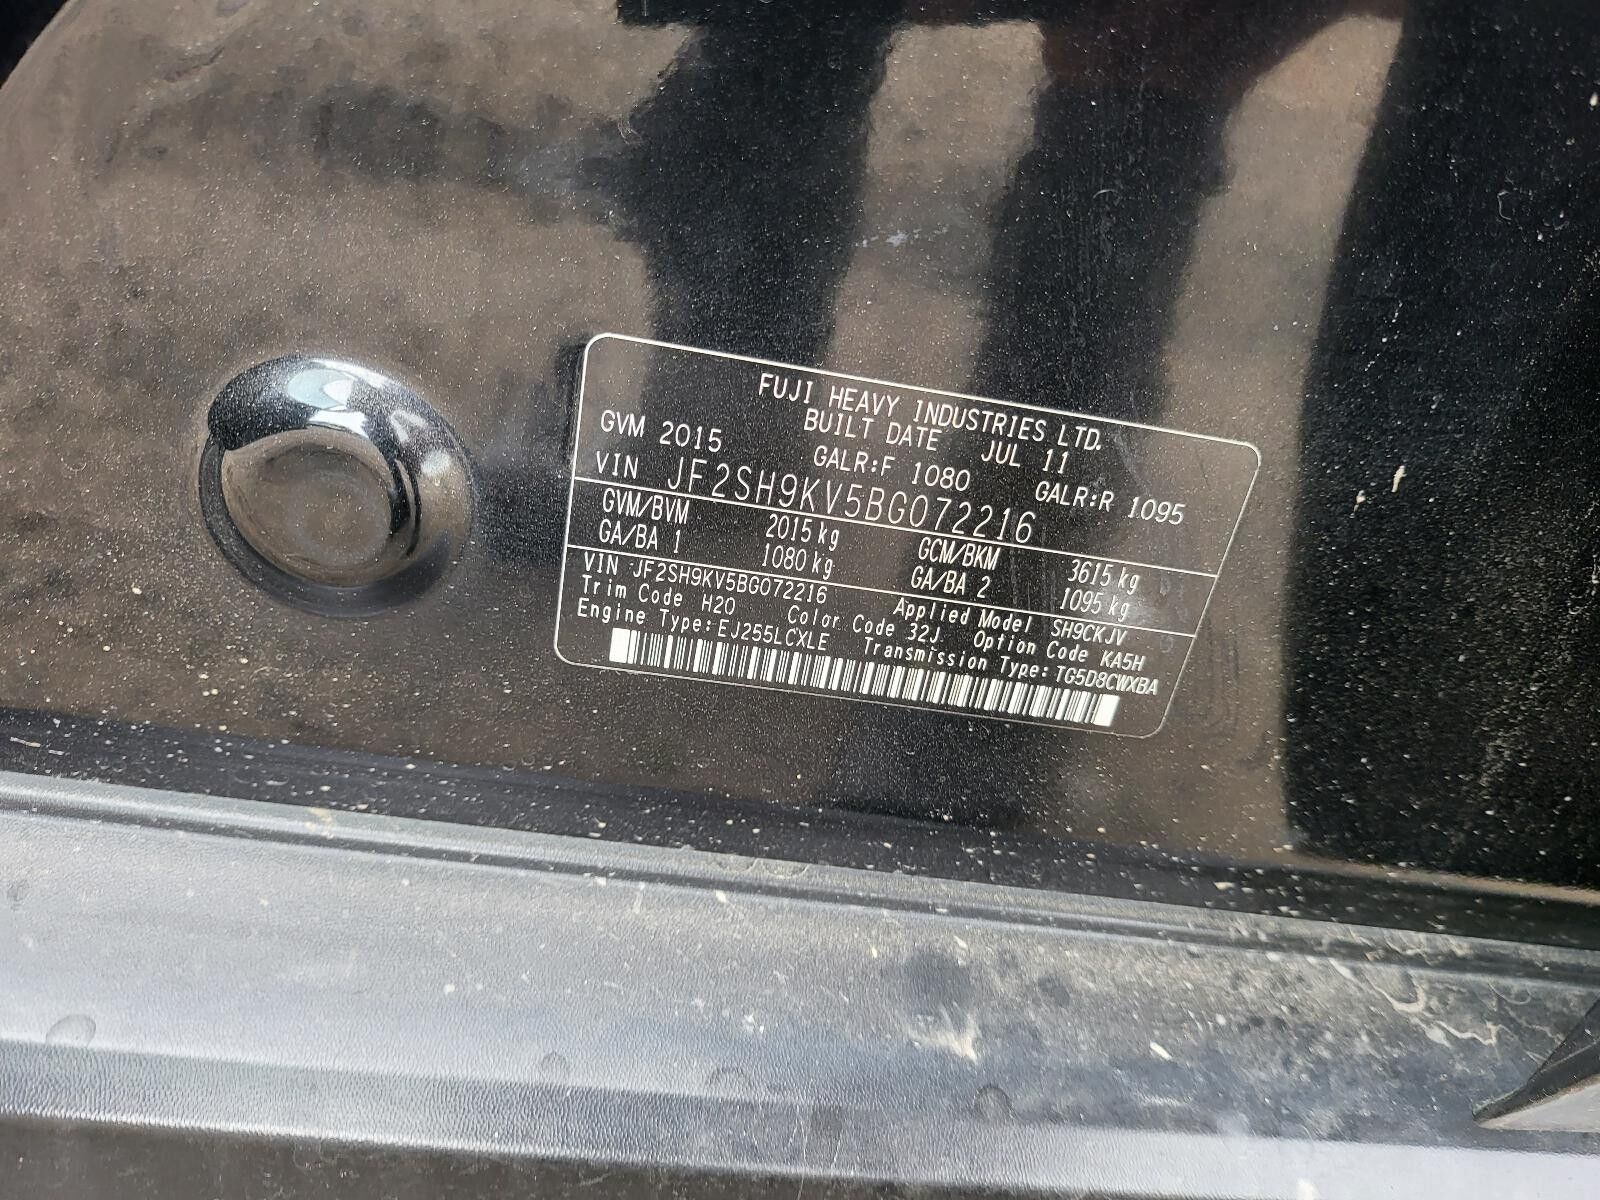 FUJI HEAVY INDUSTRIES LTD.
BUILT DATE JUL 11
GVM 2015 GALR:F 1080 GALR:R 1095
VIN JF2SH9KV5BG072216
GVM/BVM 2015 kg GCM/BKM 3615 kg
GA/BA 1 1080 kg GA/BA 2 1095 kg
VIN JF2SH9KV5BG072216 Applied Model SH9CKJV
Trim Code H20 Color Code 32J Option Code KA5H
Engine Type:EJ255LCXLE Transmission Type:TG5D8CWXBA